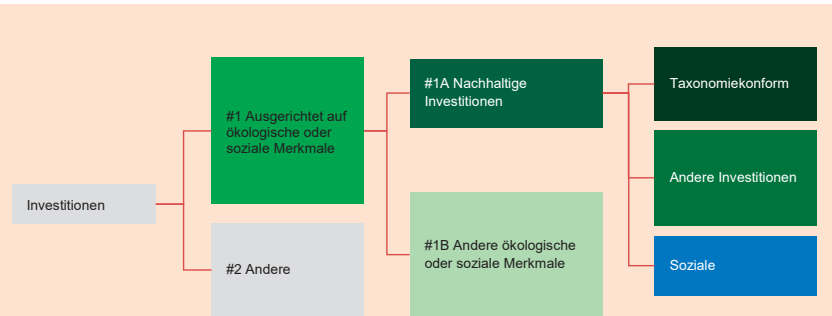 Investitionen
#1 Ausgerichtet auf
ökologische oder
soziale Merkmale
#2 Andere
#1A Nachhaltige
Investitionen
#1B Andere ökologische
oder soziale Merkmale
Taxonomiekonform
Andere Investitionen
Soziale